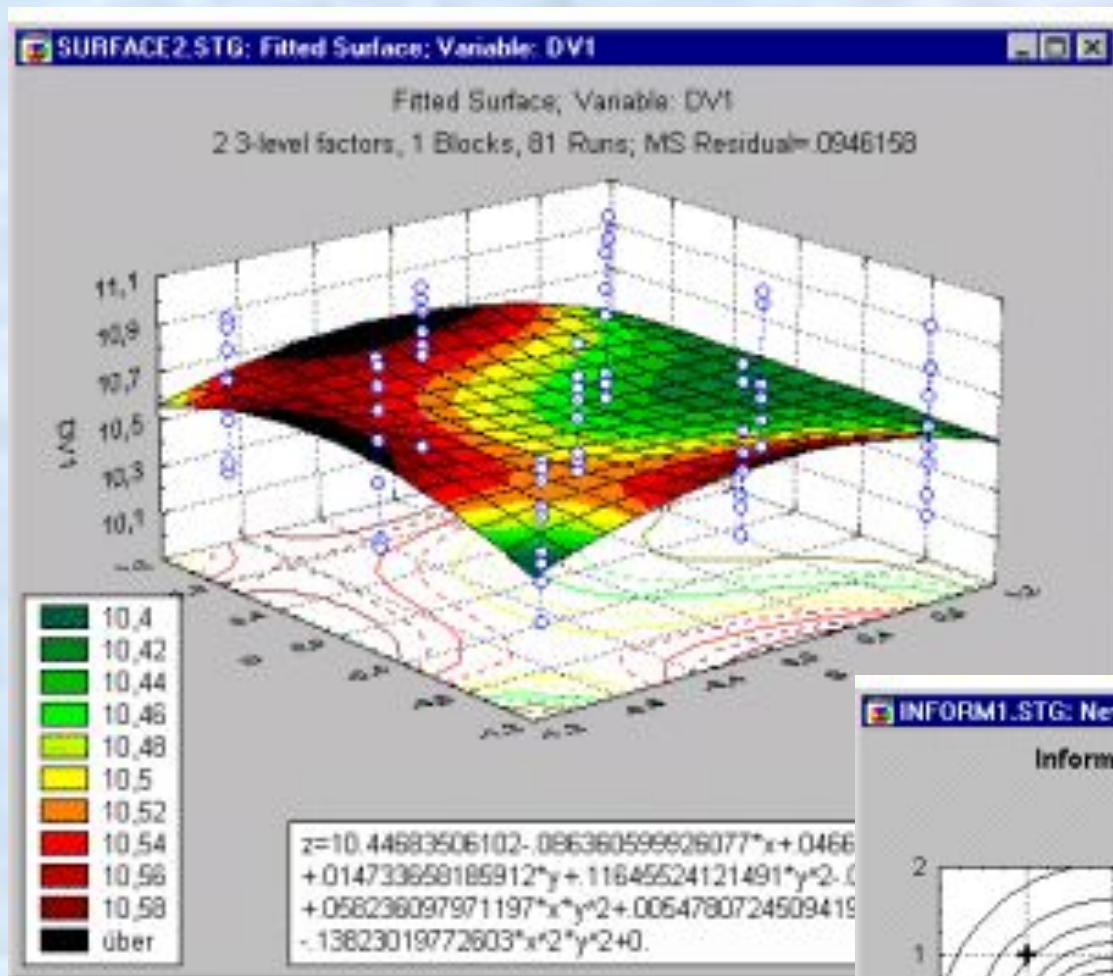 SURFACE2.STG: Fitted Surface; Variable: DV1
Fitted Surface; Variable: DV1
2 3-level factors, 1 Blocks, 81 Runs; MS Residual=.0946158
11,1
10,9
10,7
10,5
10,3
10,1
DV1
10,4
10,42
10,44
10,46
10,48
10,5
10,52
10,54
10,56
10,58
über
z=10.44683506102-.086360599926077*x+.0466
+.014733658185912*y+.11645524121491*y^2-.0
+.058236097971197*x*y^2+.0054780724509419
-.13823019772603*x^2*y^2+0.
INFORM1.STG: Ne
Inform
2
1